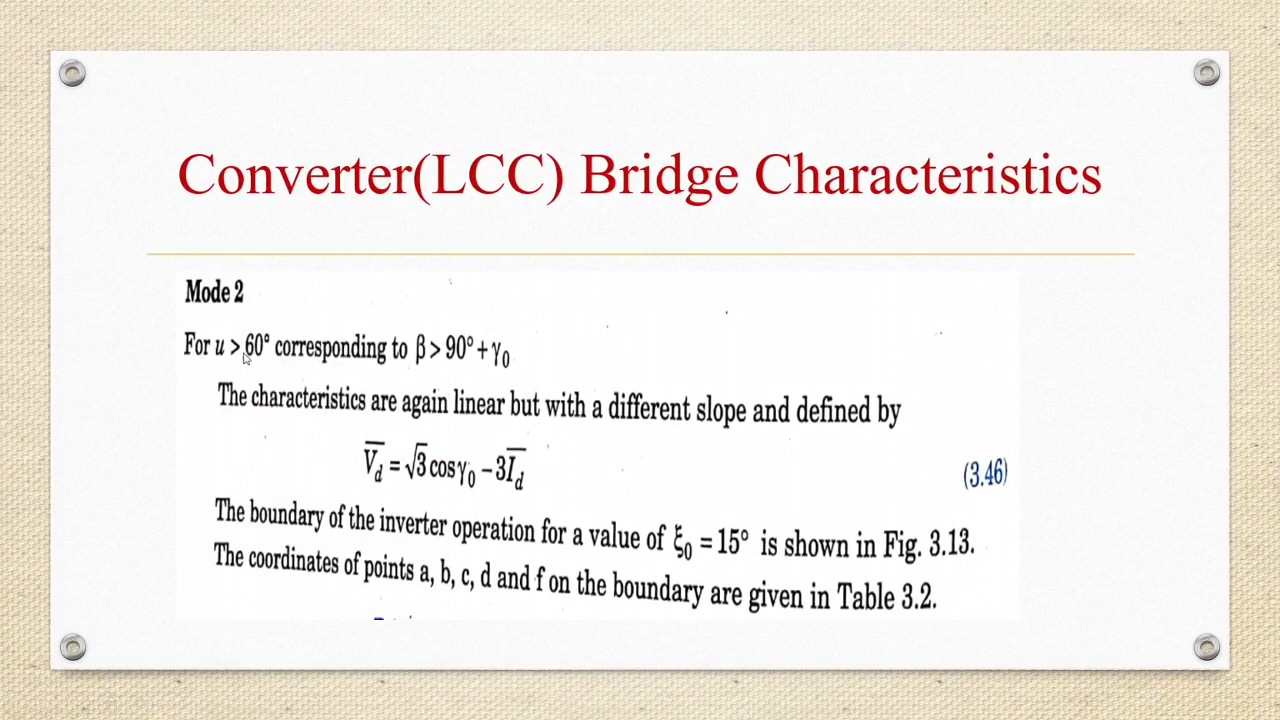 Converter(LCC) Bridge Characteristics
Mode 2
For u > 60° corresponding to β > 90° + γ₀
The characteristics are again linear but with a different slope and defined by
V̅d = √3 cosγ₀ – 3I̅d (3.46)
The boundary of the inverter operation for a value of ξ₀ = 15° is shown in Fig. 3.13.
The coordinates of points a, b, c, d and f on the boundary are given in Table 3.2.